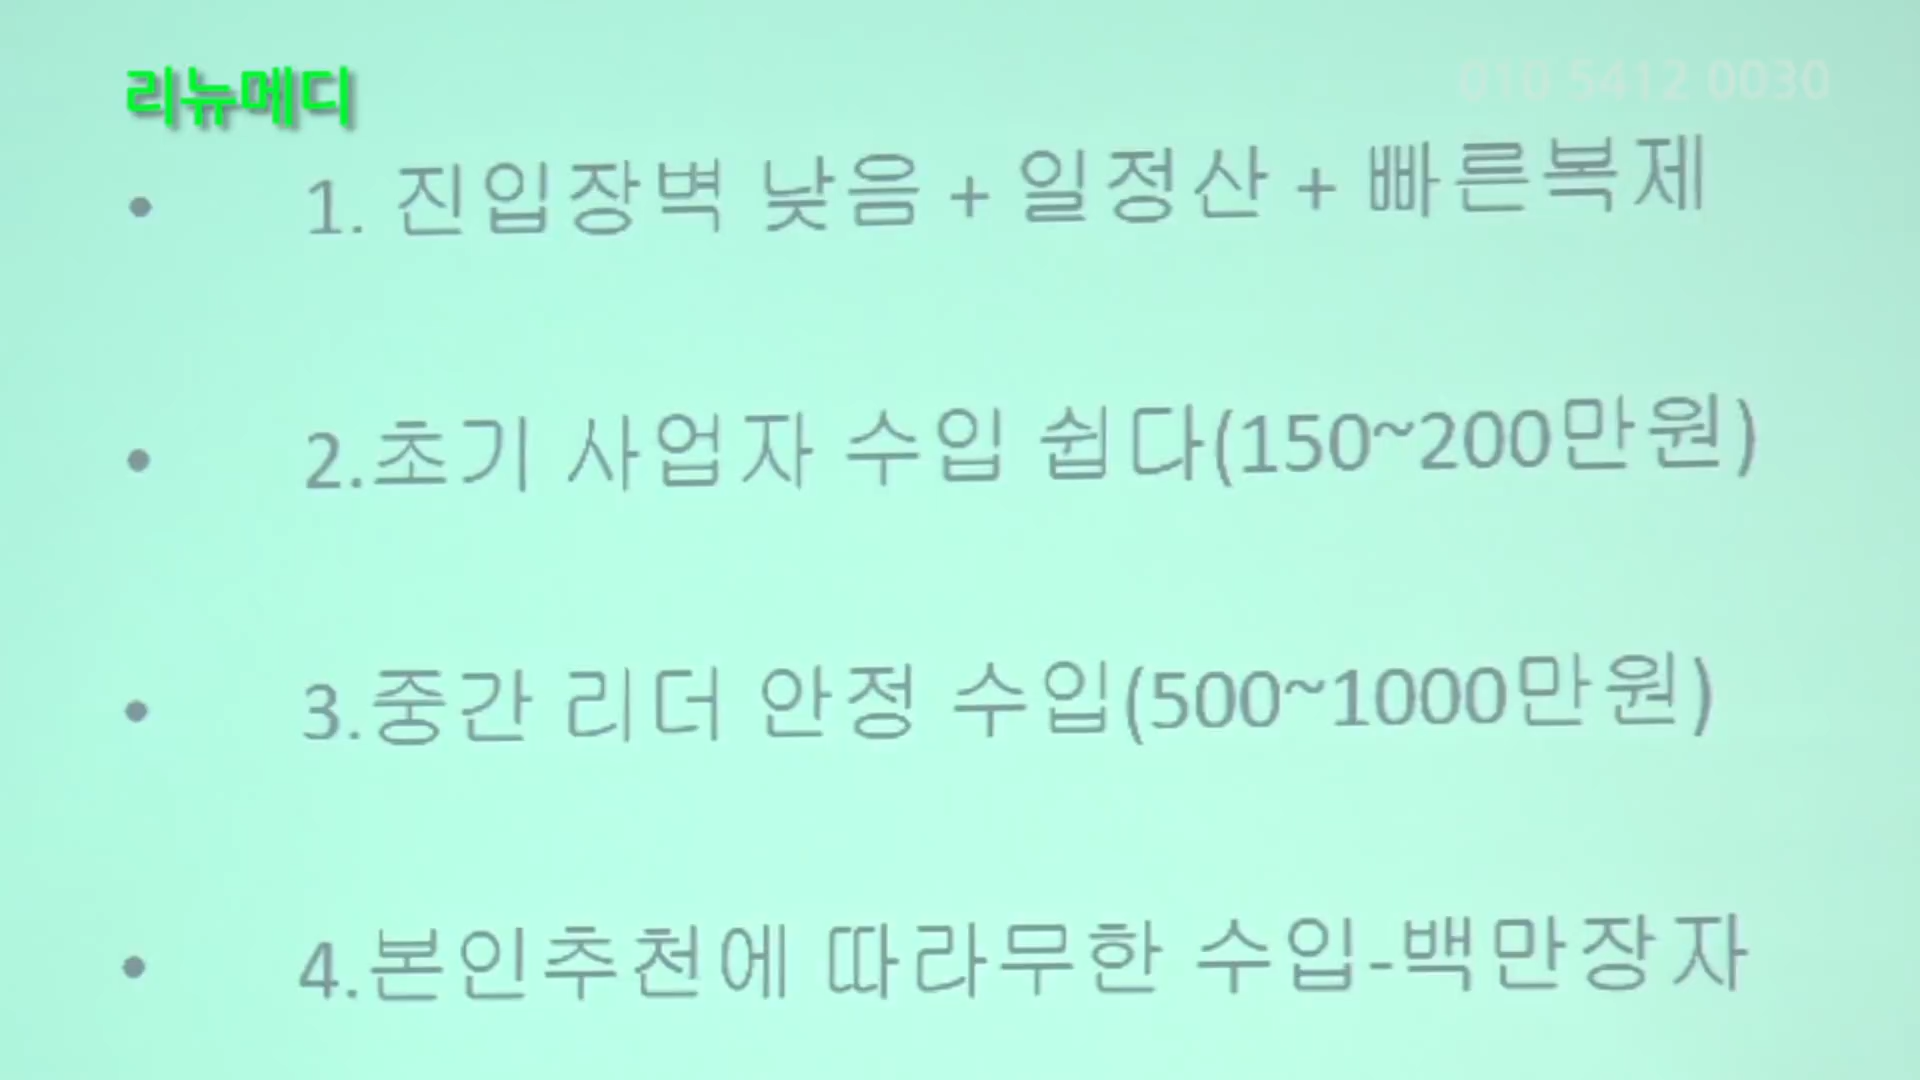 리뉴메디
010 5412 0030
• 1. 진입장벽 낮음 + 일정산 + 빠른복제
• 2.초기 사업자 수입 쉽다(150~200만원)
• 3.중간 리더 안정 수입(500~1000만원)
• 4.본인추천에 따라무한 수입-백만장자